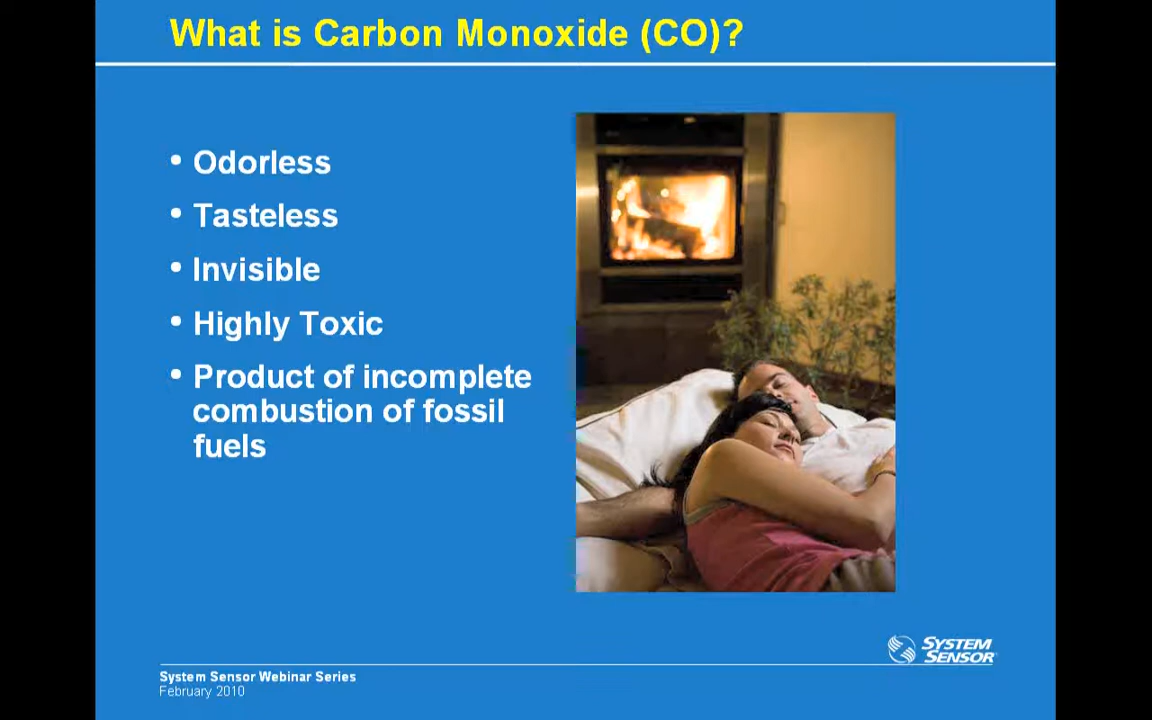 What is Carbon Monoxide (CO)?
• Odorless
• Tasteless
• Invisible
• Highly Toxic
• Product of incomplete
combustion of fossil
fuels
SYSTEM
SENSOR
System Sensor Webinar Series
February 2010